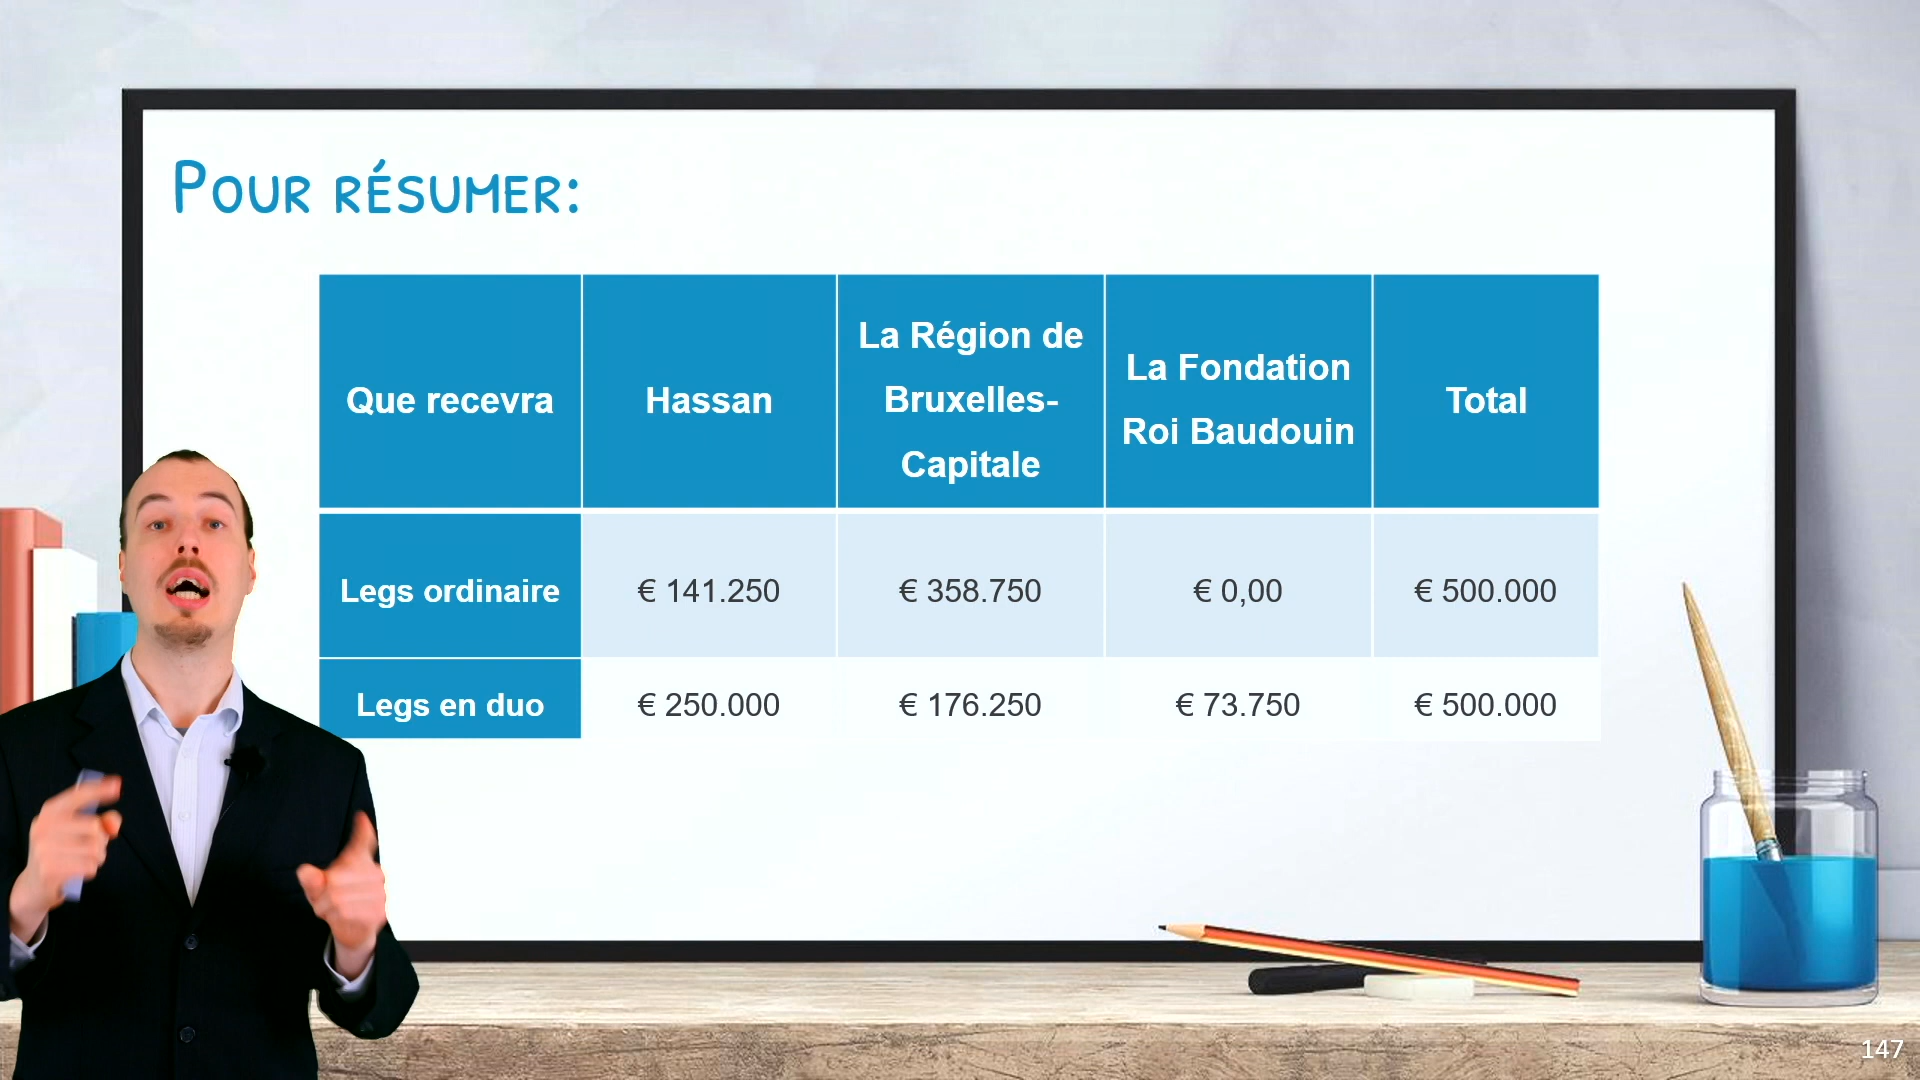 Pour résumer:
Que recevra
Hassan
La Région de
Bruxelles-
Capitale
La Fondation
Roi Baudouin
Total
Legs ordinaire
€ 141.250
€ 358.750
€ 0,00
€ 500.000
Legs en duo
€ 250.000
€ 176.250
€ 73.750
€ 500.000
147